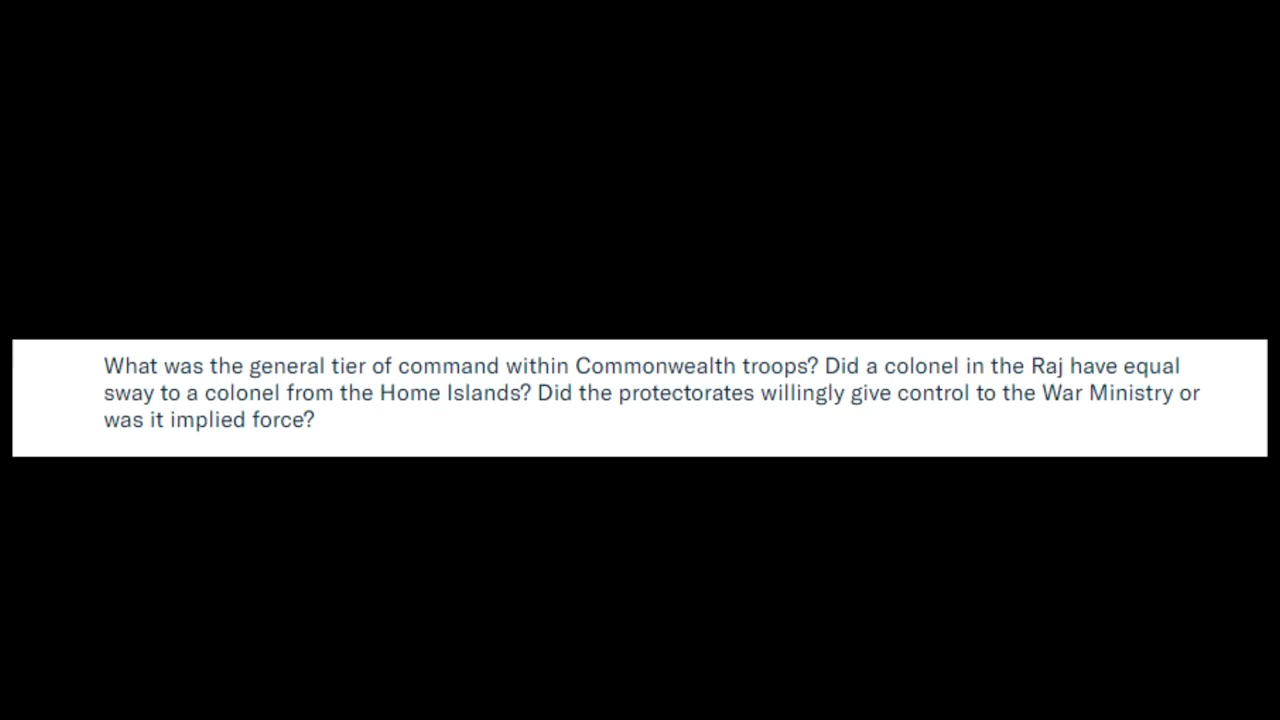 What was the general tier of command within Commonwealth troops? Did a colonel in the Raj have equal
sway to a colonel from the Home Islands? Did the protectorates willingly give control to the War Ministry or
was it implied force?